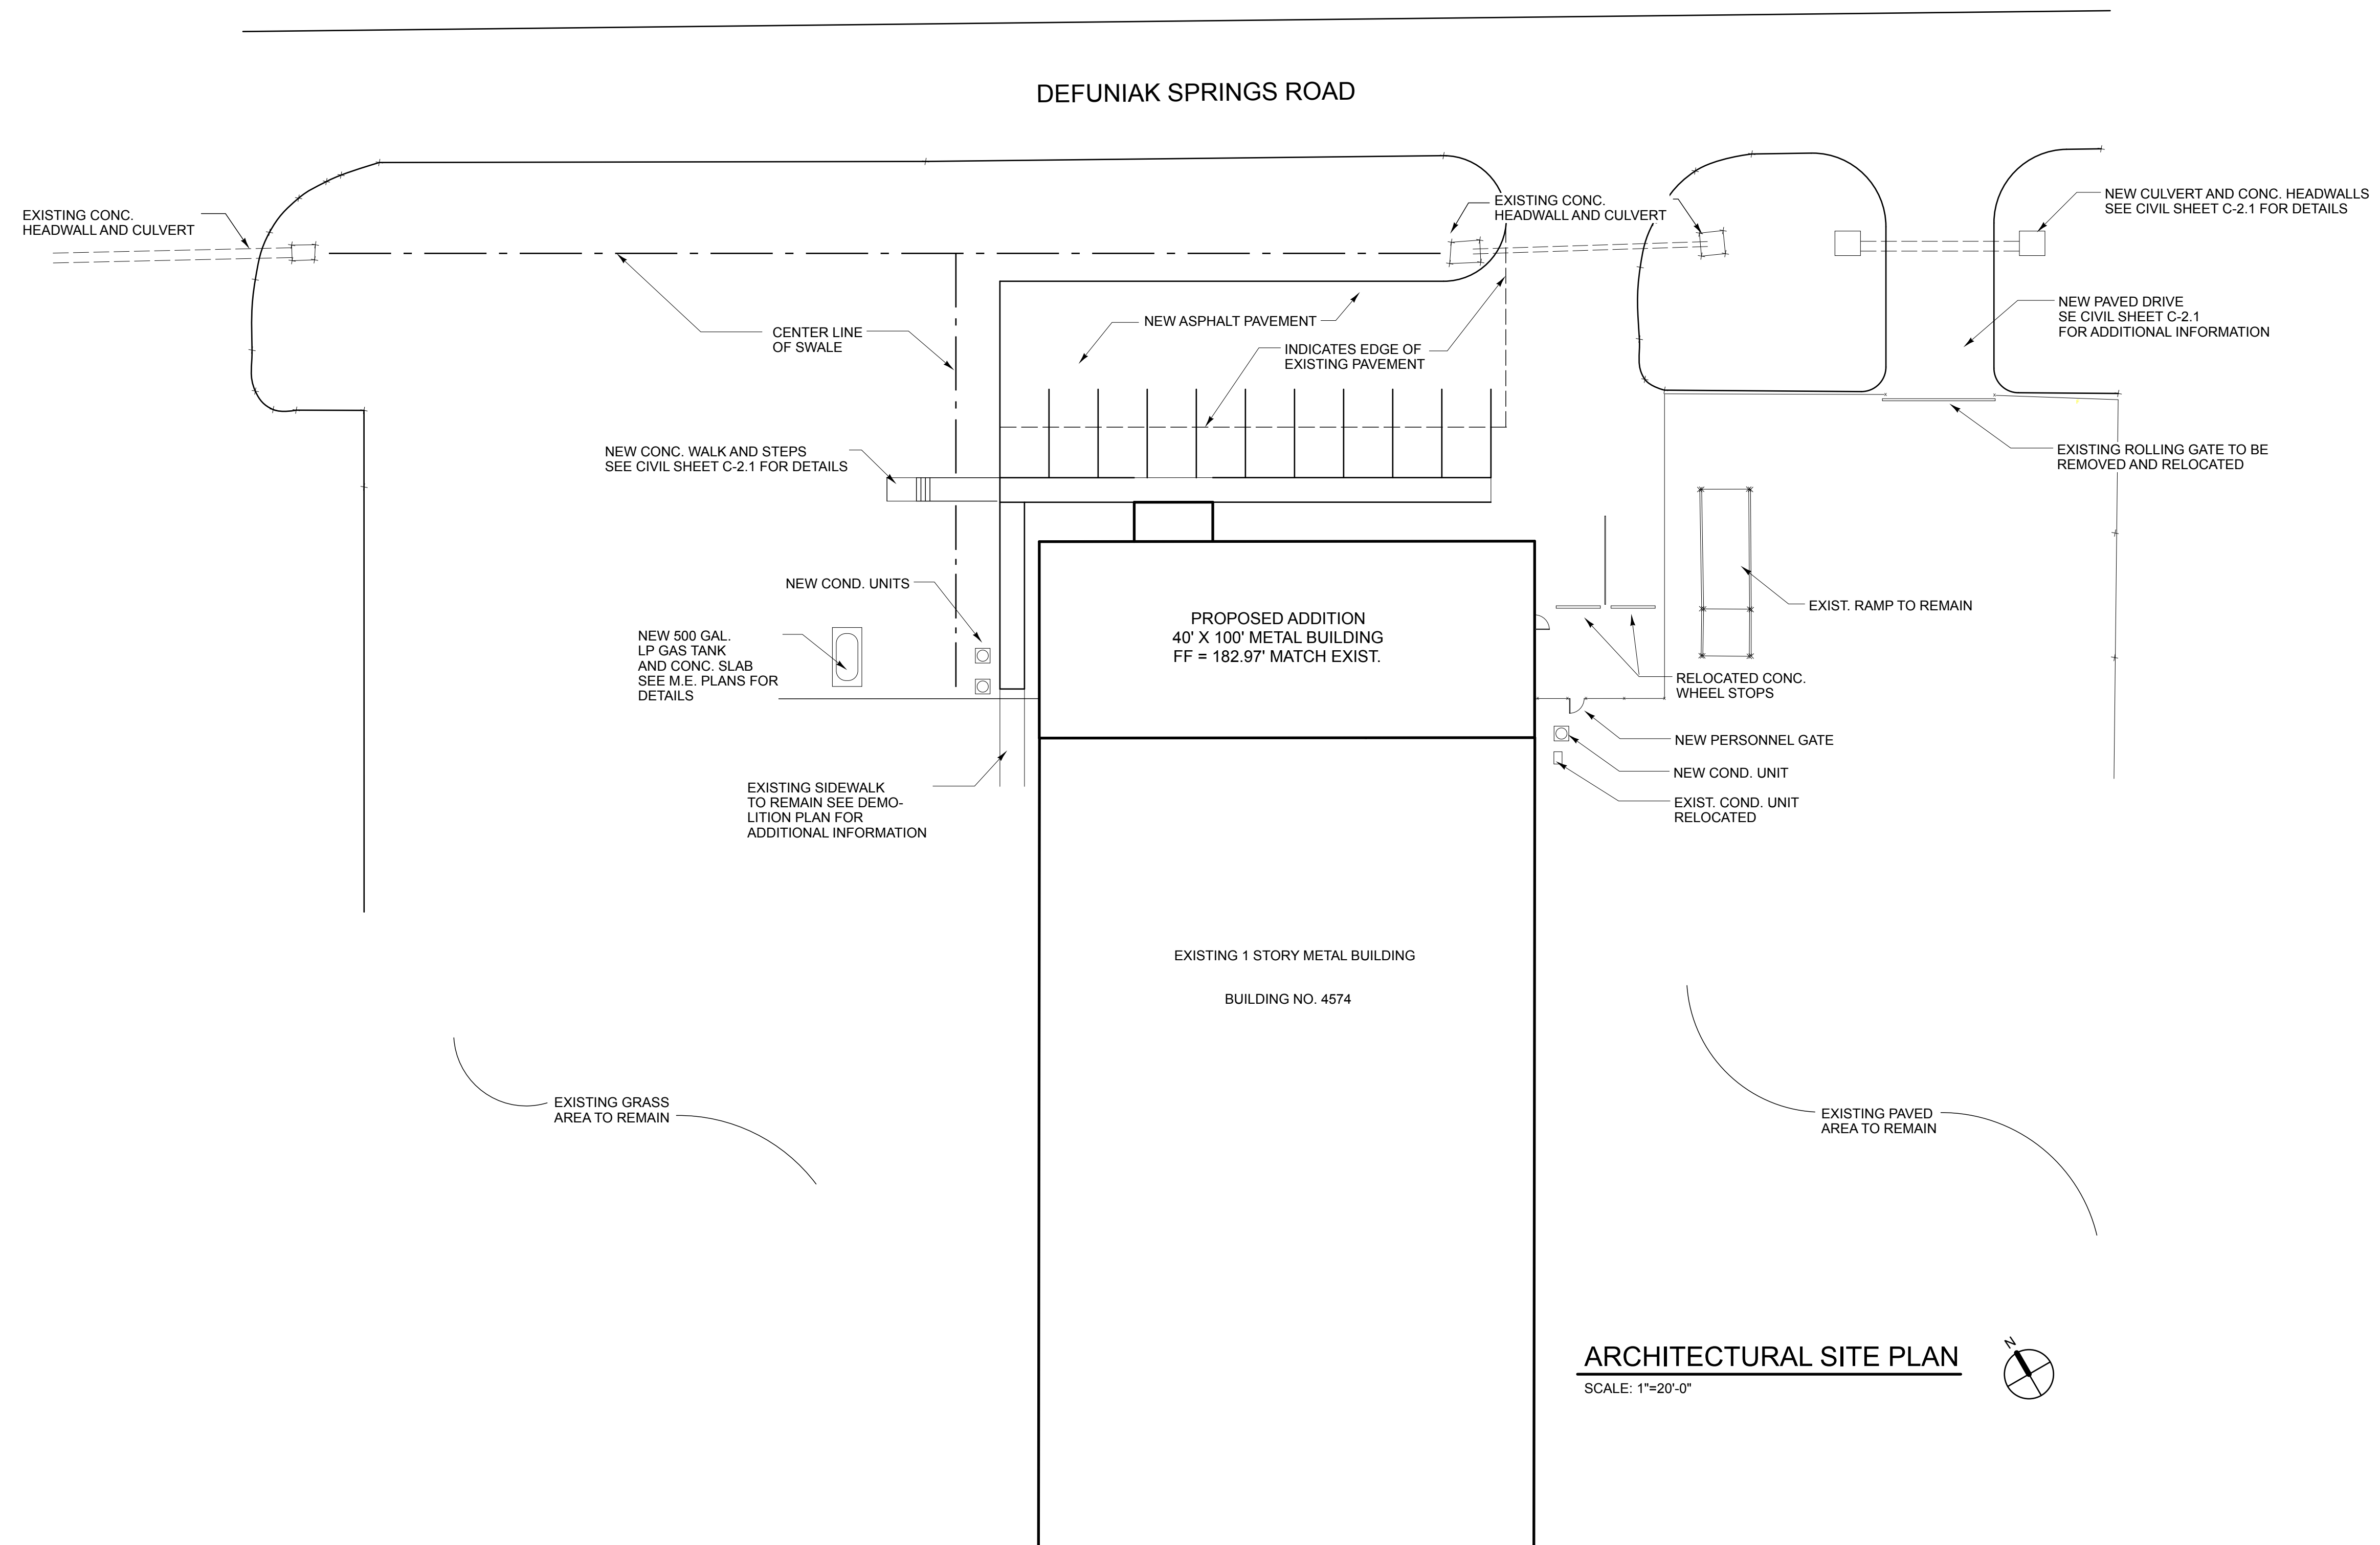 DEFUNIAK SPRINGS ROAD
EXISTING CONC.
HEADWALL AND CULVERT
EXISTING CONC.
HEADWALL AND CULVERT
NEW CULVERT AND CONC. HEADWALLS
SEE CIVIL SHEET C-2.1 FOR DETAILS
CENTER LINE
OF SWALE
NEW ASPHALT PAVEMENT
INDICATES EDGE OF
EXISTING PAVEMENT
NEW PAVED DRIVE
SE CIVIL SHEET C-2.1
FOR ADDITIONAL INFORMATION
NEW CONC. WALK AND STEPS
SEE CIVIL SHEET C-2.1 FOR DETAILS
EXISTING ROLLING GATE TO BE
REMOVED AND RELOCATED
NEW COND. UNITS
NEW 500 GAL.
LP GAS TANK
AND CONC. SLAB
SEE M.E. PLANS FOR
DETAILS
PROPOSED ADDITION
40' X 100' METAL BUILDING
FF = 182.97' MATCH EXIST.
EXIST. RAMP TO REMAIN
RELOCATED CONC.
WHEEL STOPS
NEW PERSONNEL GATE
NEW COND. UNIT
EXIST. COND. UNIT
RELOCATED
EXISTING SIDEWALK
TO REMAIN SEE DEMO-
LITION PLAN FOR
ADDITIONAL INFORMATION
EXISTING 1 STORY METAL BUILDING
BUILDING NO. 4574
EXISTING GRASS
AREA TO REMAIN
EXISTING PAVED
AREA TO REMAIN
ARCHITECTURAL SITE PLAN
SCALE: 1"=20'-0"
N